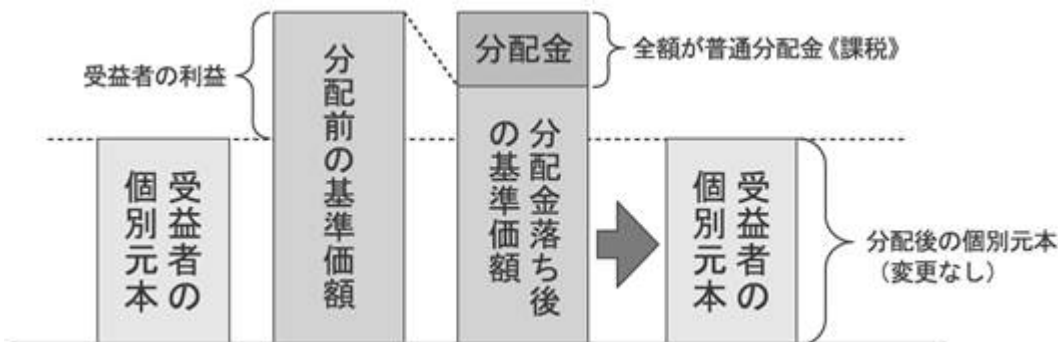 受益者の利益
受益者の
個別元本
分配前の基準価額
分配金
全額が普通分配金《課税》
分配金落ち後
の基準価額
受益者の
個別元本
分配後の個別元本
（変更なし）